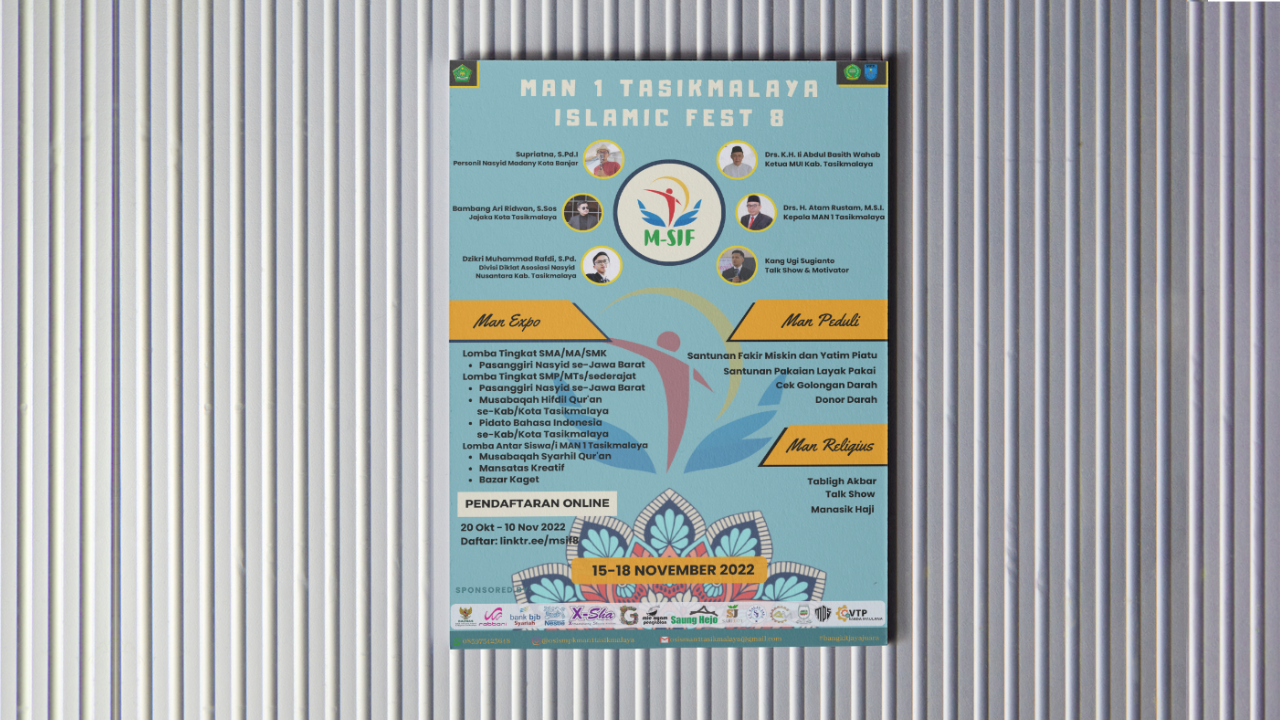 MAN 1 TASIKMALAYA
ISLAMIC FEST 8
Supriatna, S.Pd.I
Personil Nasyid Madany Kota Banjar
Drs. K.H. Ii Abdul Basith Wahab
Ketua MUI Kab. Tasikmalaya
Bambang Ari Ridwan, S.Sos
Jajaka Kota Tasikmalaya
Drs. H. Atam Rustam, M.S.I.
Kepala MAN 1 Tasikmalaya
M-SIF
Dzikri Muhammad Rafdi, S.Pd.
Divisi Diklat Asosiasi Nasyid
Nusantara Kab. Tasikmalaya
Kang Ugi Sugianto
Talk Show & Motivator
Man Expo
Lomba Tingkat SMA/MA/SMK
• Pasanggiri Nasyid se-Jawa Barat
Lomba Tingkat SMP/MTs/sederajat
• Pasanggiri Nasyid se-Jawa Barat
• Musabaqah Hifdil Qur'an
se-Kab/Kota Tasikmalaya
• Pidato Bahasa Indonesia
se-Kab/Kota Tasikmalaya
Lomba Antar Siswa/i MAN 1 Tasikmalaya
• Musabaqah Syarhil Qur'an
• Mansatas Kreatif
• Bazar Kaget
Man Peduli
Santunan Fakir Miskin dan Yatim Piatu
Santunan Pakaian Layak Pakai
Cek Golongan Darah
Donor Darah
Man Religius
Tabligh Akbar
Talk Show
Manasik Haji
PENDAFTARAN ONLINE
20 Okt - 10 Nov 2022
Daftar: linktr.ee/msif8
15-18 NOVEMBER 2022
SPONSORED
rabbani
bank bjb
Syariah
Nestle
X-Sha
Saung Hejo
VTP